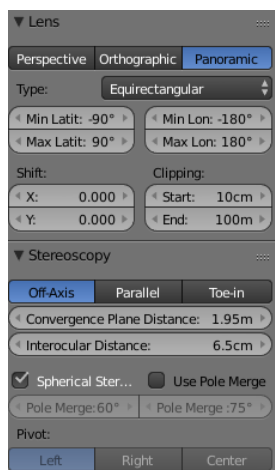 Lens
Perspective Orthographic Panoramic
Type: Equirectangular
Min Latit: -90° Min Lon: -180°
Max Latit: 90° Max Lon: 180°
Shift: Clipping:
X: 0.000 Start: 10cm
Y: 0.000 End: 100m
Stereoscopy
Off-Axis Parallel Toe-in
Convergence Plane Distance: 1.95m
Interocular Distance: 6.5cm
Spherical Ster... Use Pole Merge
Pole Merge:60° Pole Merge :75°
Pivot:
Left Right Center